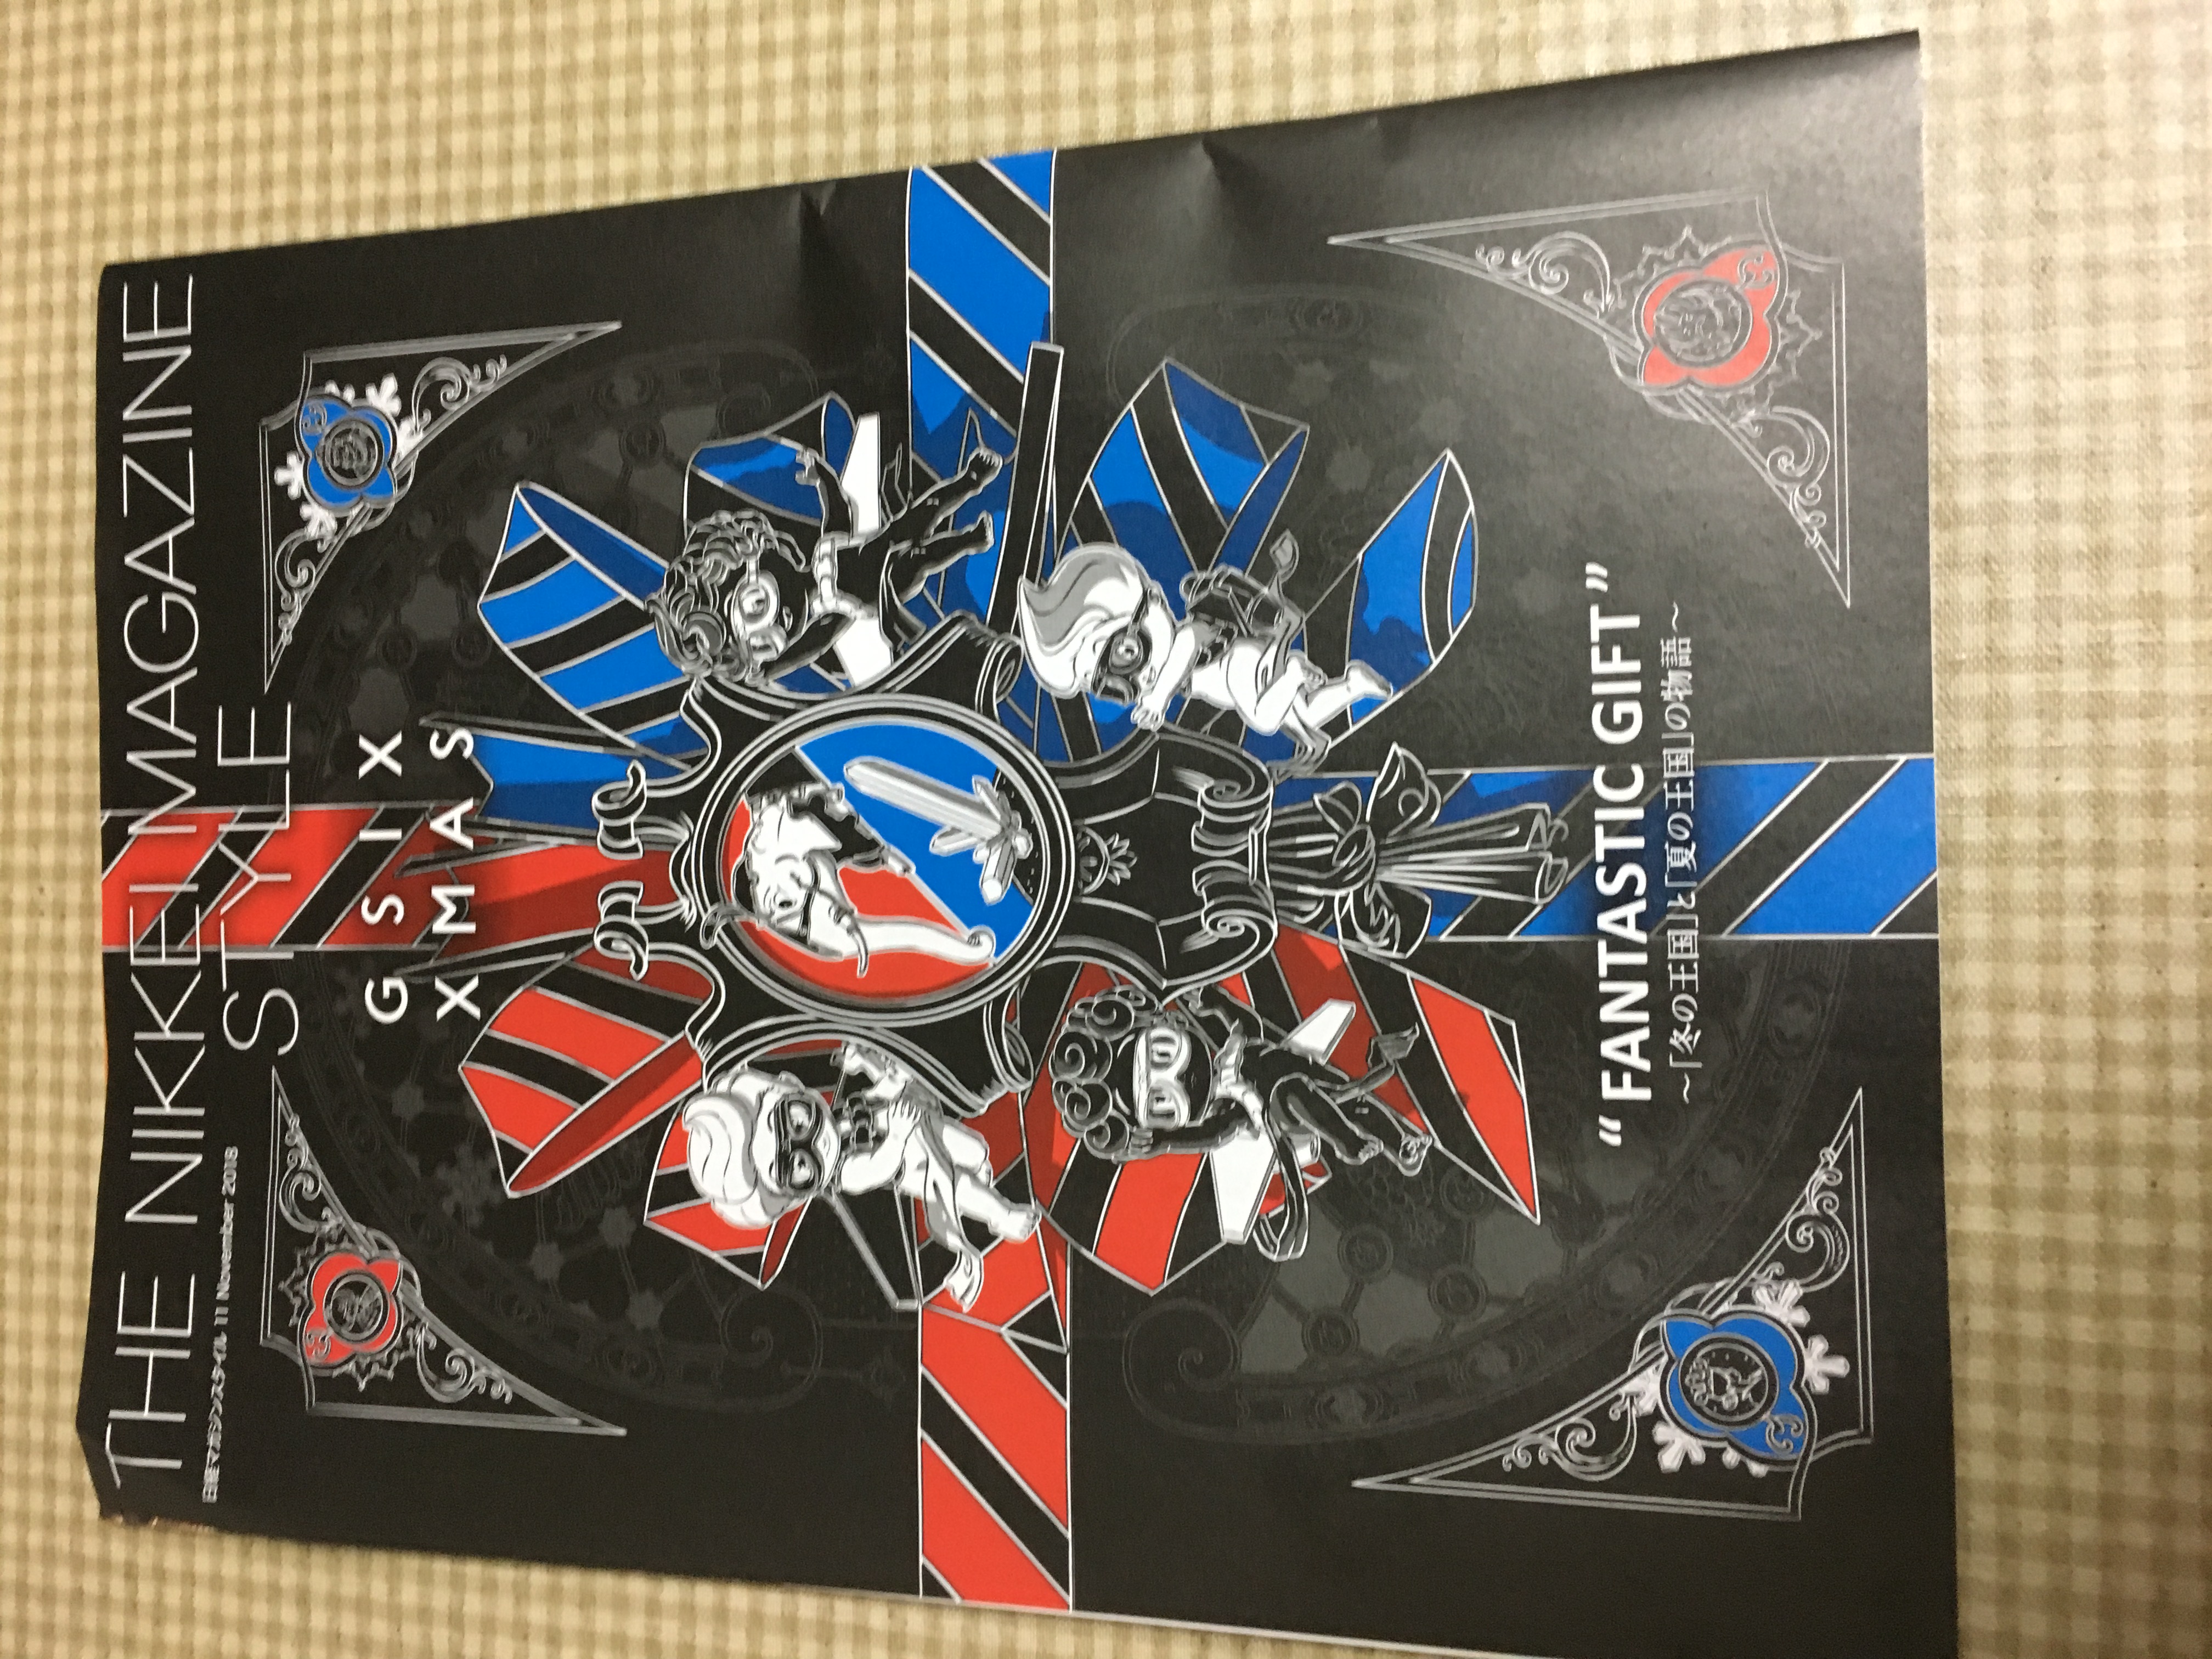 THE NIKKEI MAGAZINE
STYLE
日経マガジンスタイル 11 November 2018
GSIX
XMAS
“FANTASTIC GIFT”
～「冬の王国」と「夏の王国」の物語～